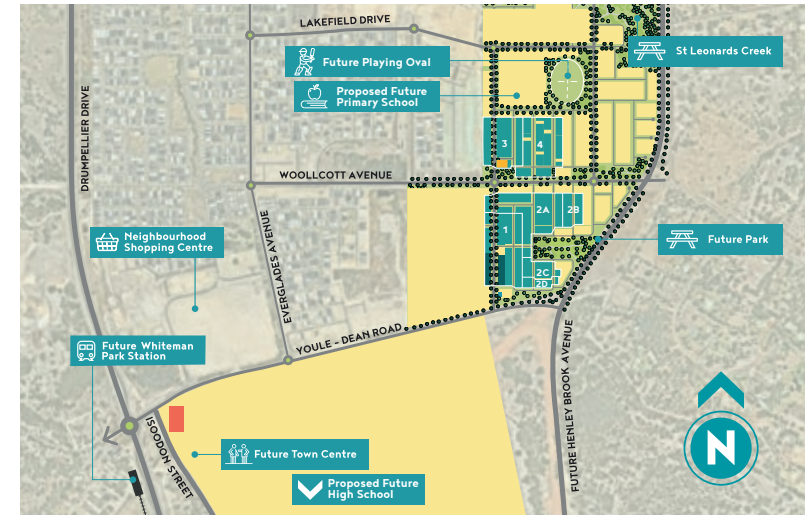 LAKEFIELD DRIVE
Future Playing Oval
St Leonards Creek
Proposed Future
Primary School
DRUMPELLIER DRIVE
3
4
WOOLLCOTT AVENUE
2A
2B
1
Neighbourhood
Shopping Centre
EVERGLADES AVENUE
Future Park
2C
2D
YOULE - DEAN ROAD
Future Whiteman
Park Station
FUTURE HENLEY BROOK AVENUE
ISOODON STREET
Future Town Centre
N
Proposed Future
High School